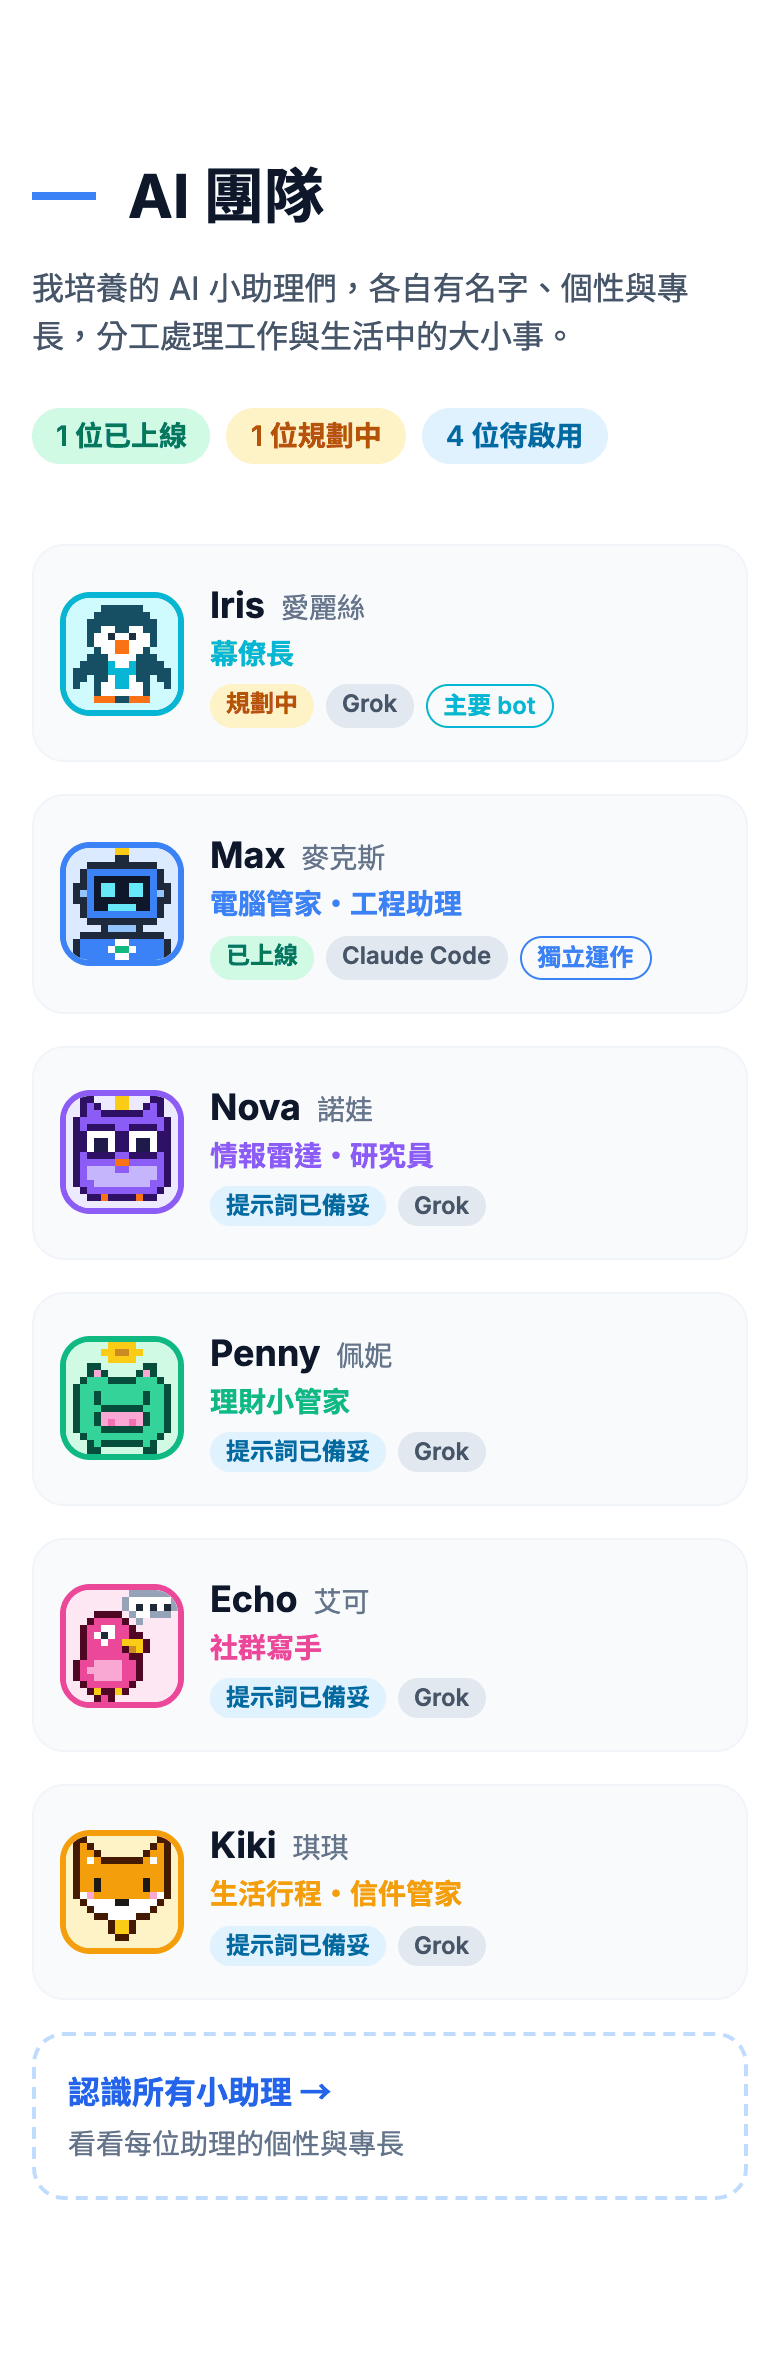 AI 團隊
我培養的 AI 小助理們，各自有名字、個性與專
長，分工處理工作與生活中的大小事。
1 位已上線 1 位規劃中 4 位待啟用
Iris 愛麗絲
幕僚長
規劃中 Grok 主要 bot
Max 麥克斯
電腦管家・工程助理
已上線 Claude Code 獨立運作
Nova 諾娃
情報雷達・研究員
提示詞已備妥 Grok
Penny 佩妮
理財小管家
提示詞已備妥 Grok
Echo 艾可
社群寫手
提示詞已備妥 Grok
Kiki 琪琪
生活行程・信件管家
提示詞已備妥 Grok
認識所有小助理 →
看看每位助理的個性與專長